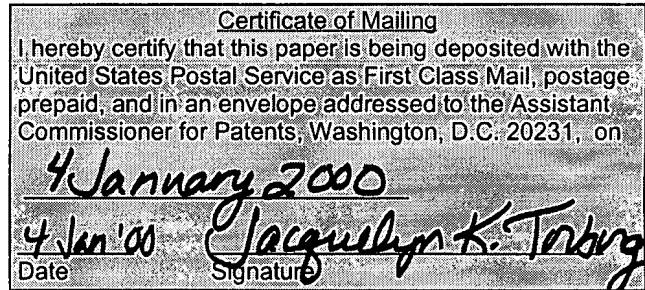 Certificate of Mailing
I hereby certify that this paper is being deposited with the
United States Postal Service as First Class Mail, postage
prepaid, and in an envelope addressed to the Assistant
Commissioner for Patents, Washington, D.C. 20231, on
4 January 2000
4 Jan '00 Jacquelyn K.
Date Signature